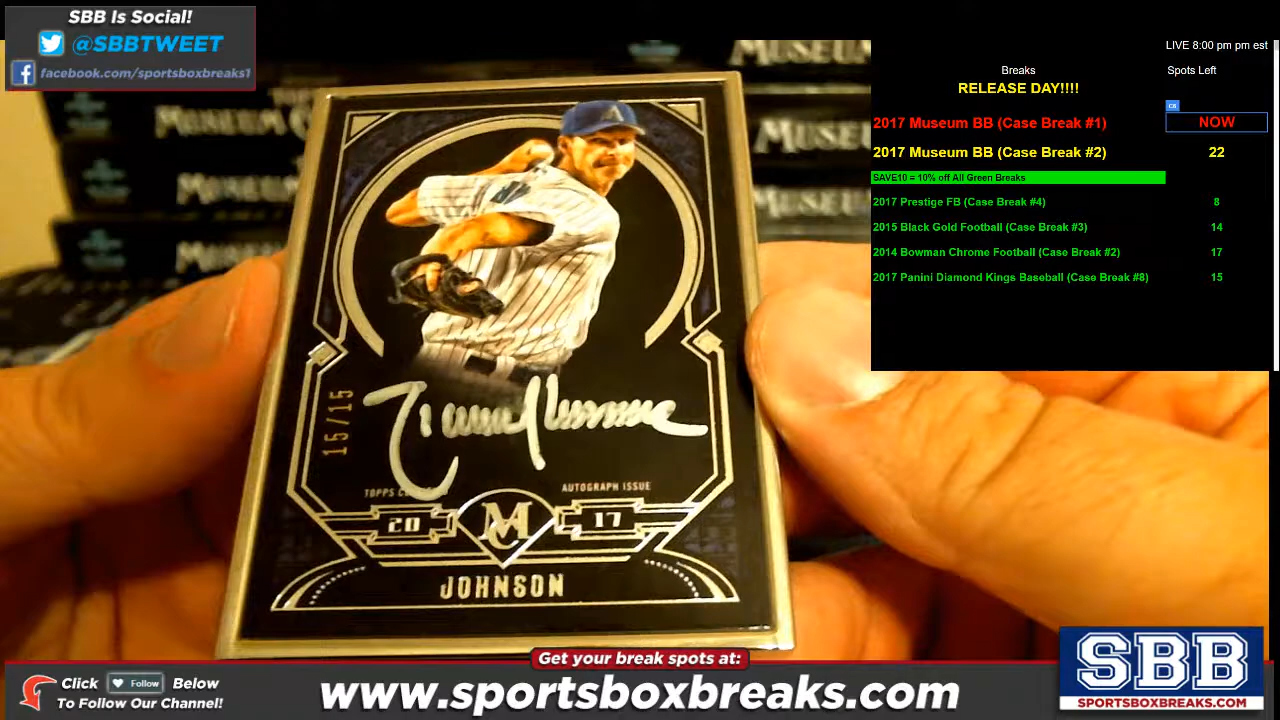 SBB Is Social!
@SBBTWEET
facebook.com/sportsboxbreaks1
LIVE 8:00 pm pm est
Breaks
Spots Left
RELEASE DAY!!!!
CB
2017 Museum BB (Case Break #1)
NOW
2017 Museum BB (Case Break #2)
22
SAVE10 = 10% off All Green Breaks
2017 Prestige FB (Case Break #4)
8
2015 Black Gold Football (Case Break #3)
14
2014 Bowman Chrome Football (Case Break #2)
17
2017 Panini Diamond Kings Baseball (Case Break #8)
15
MUSEUM
MUSEUM
A
15/15
TOPPS
AUTOGRAPH ISSUE
20
MC
17
JOHNSON
Get your break spots at:
Click
Follow
Below
To Follow Our Channel!
www.sportsboxbreaks.com
SBB
SPORTSBOXBREAKS.COM